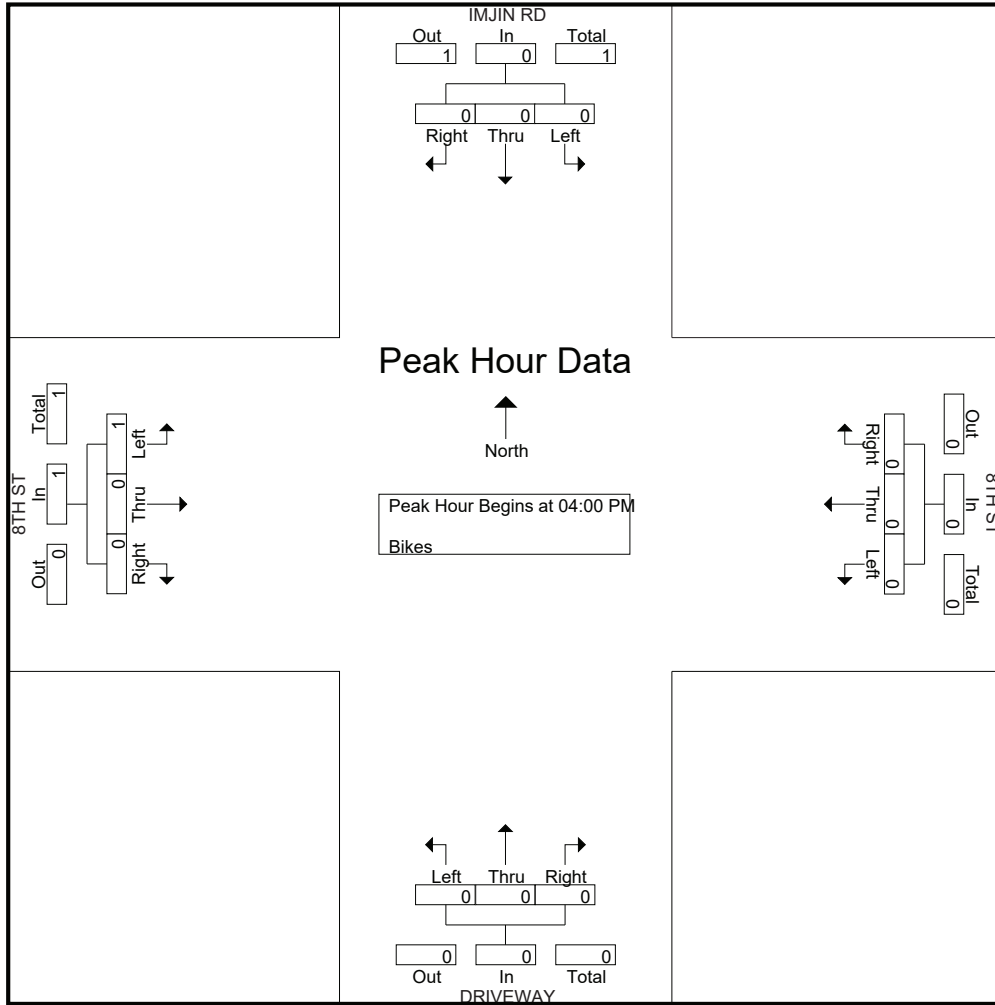 IMJIN RD
Out In Total
1 0 1
0 0 0
Right Thru Left
Peak Hour Data
North
Peak Hour Begins at 04:00 PM
Bikes
8TH ST
Out In Total
0 1 1
0 0 1
Right Thru Left
8TH ST
Out In Total
0 0 0
0 0 0
Right Thru Left
Left Thru Right
0 0 0
0 0 0
Out In Total
DRIVEWAY